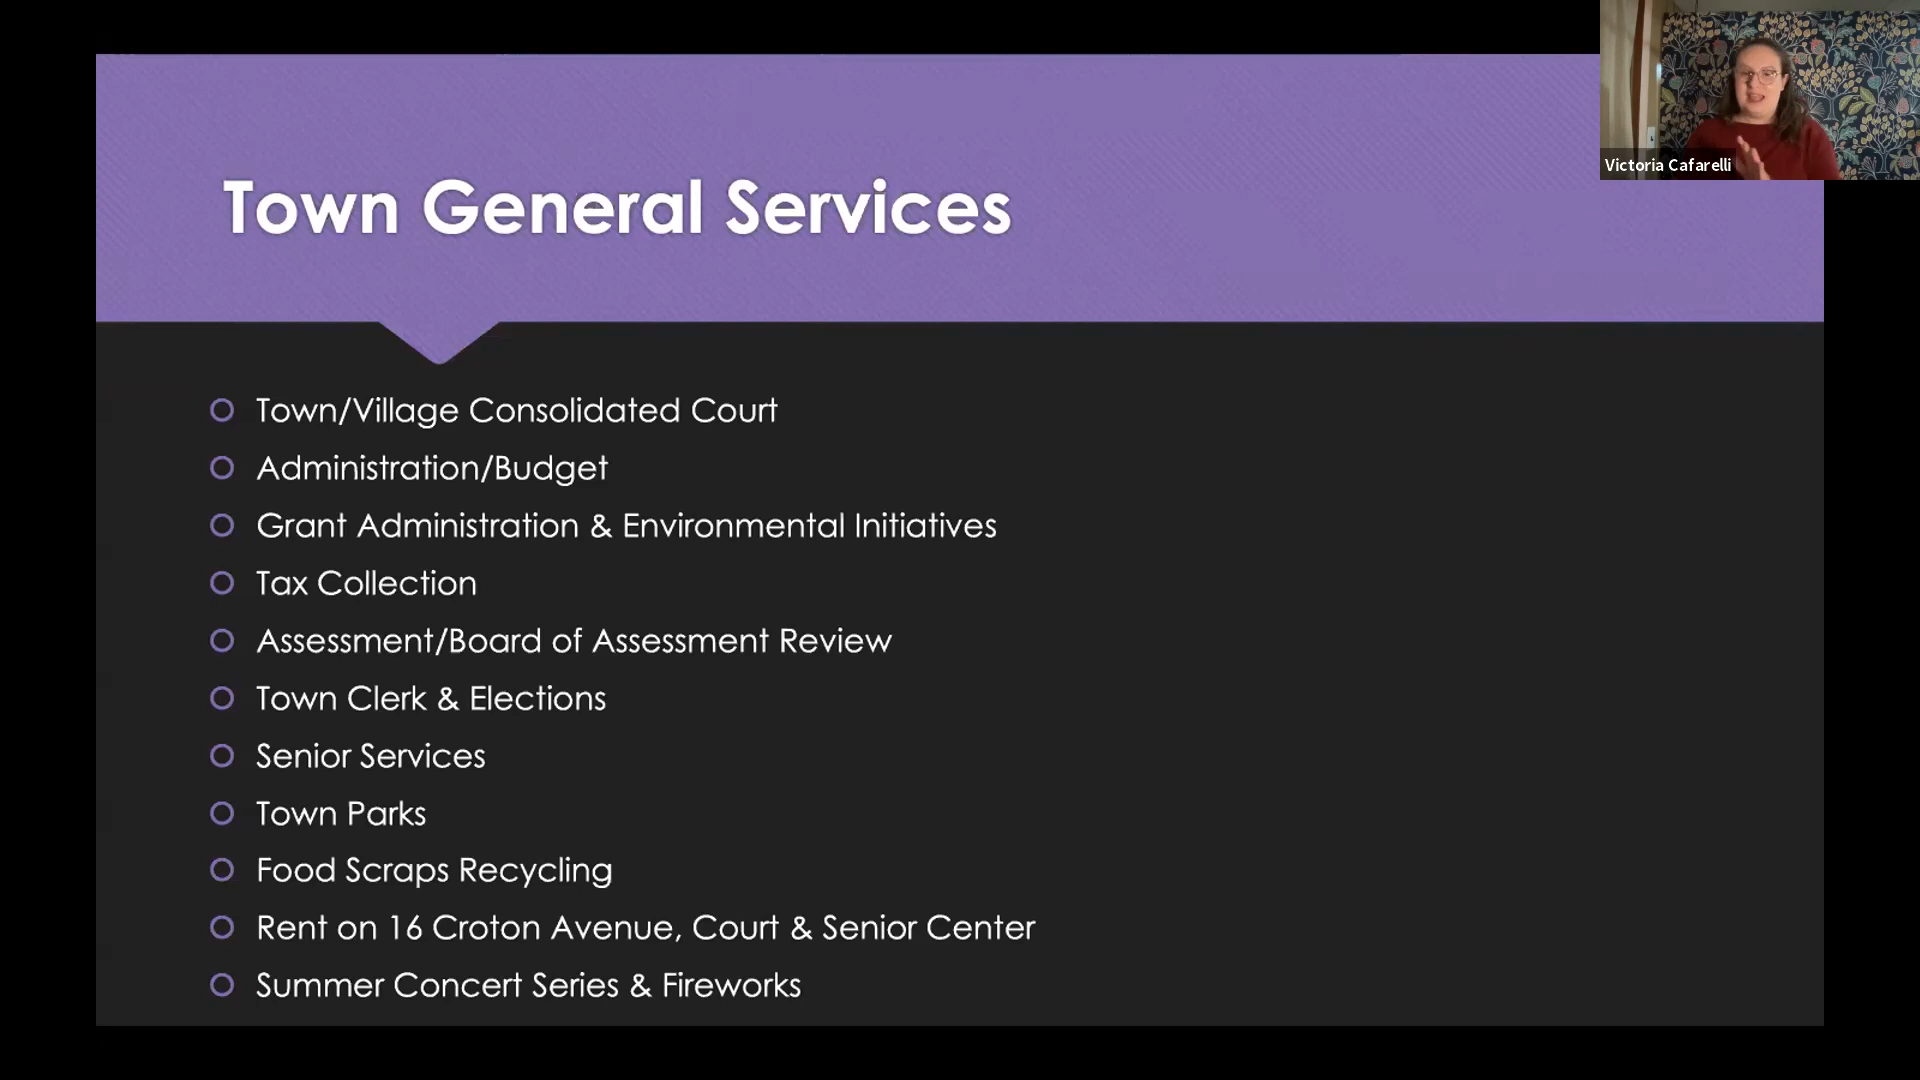 Town General Services
Town/Village Consolidated Court
Administration/Budget
Grant Administration & Environmental Initiatives
Tax Collection
Assessment/Board of Assessment Review
Town Clerk & Elections
Senior Services
Town Parks
Food Scraps Recycling
Rent on 16 Croton Avenue, Court & Senior Center
Summer Concert Series & Fireworks
Victoria Cafarelli